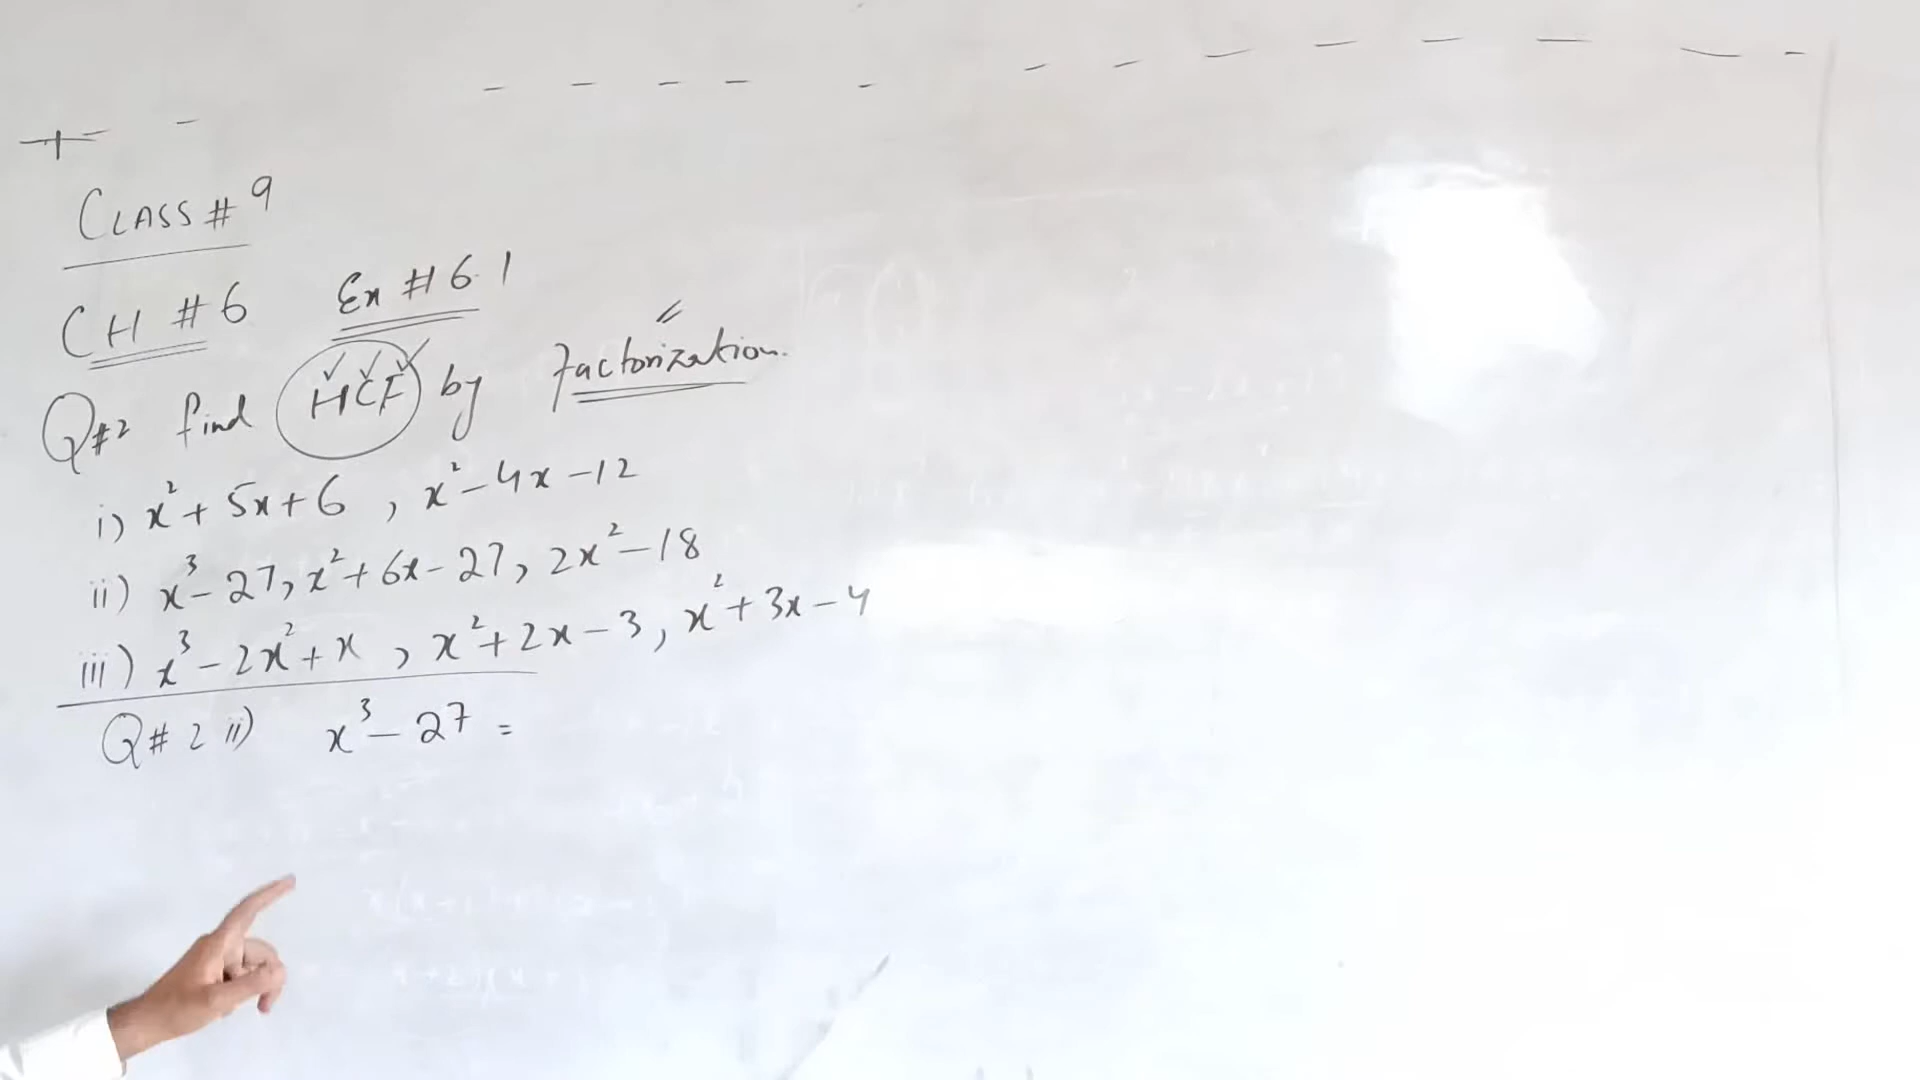 CLASS # 9
CH # 6 Ex # 6.1
Q#2 find HCF by Factorization.
i) x² + 5x + 6 , x² - 4x - 12
ii) x³ - 27, x² + 6x - 27, 2x² - 18
iii) x³ - 2x² + x , x² + 2x - 3, x² + 3x - 4
Q# 2 ii) x³ - 27 =